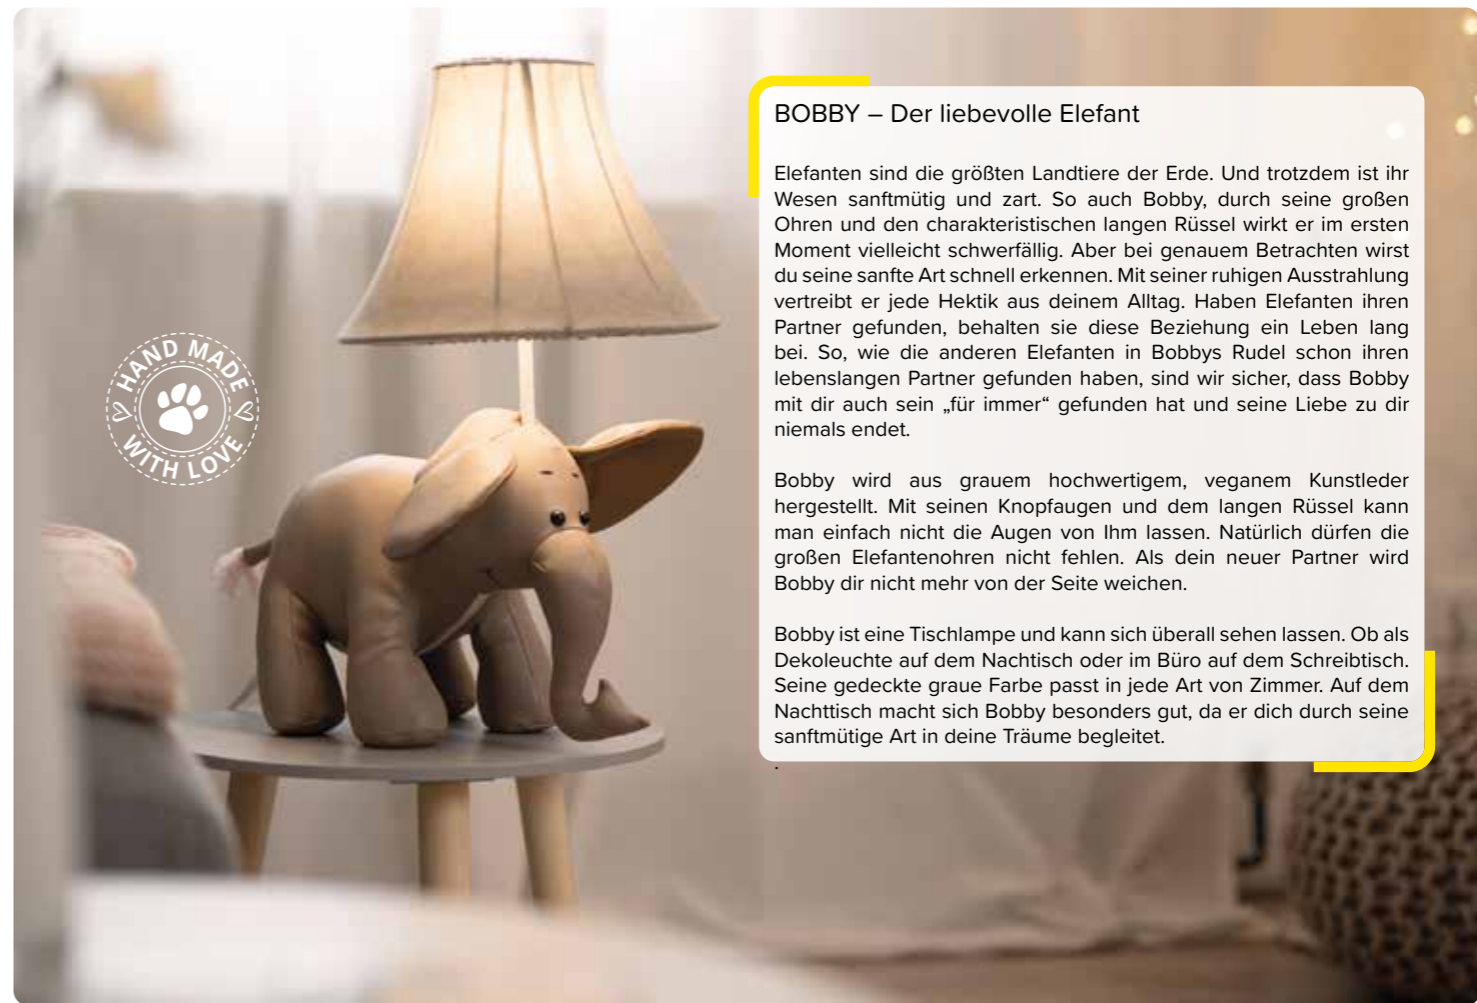 BOBBY – Der liebevolle Elefant
Elefanten sind die größten Landtiere der Erde. Und trotzdem ist ihr
Wesen sanftmütig und zart. So auch Bobby, durch seine großen
Ohren und den charakteristischen langen Rüssel wirkt er im ersten
Moment vielleicht schwerfällig. Aber bei genauem Betrachten wirst
du seine sanfte Art schnell erkennen. Mit seiner ruhigen Ausstrahlung
vertreibt er jede Hektik aus deinem Alltag. Haben Elefanten ihren
Partner gefunden, behalten sie diese Beziehung ein Leben lang
bei. So, wie die anderen Elefanten in Bobbys Rudel schon ihren
lebenslangen Partner gefunden haben, sind wir sicher, dass Bobby
mit dir auch sein „für immer“ gefunden hat und seine Liebe zu dir
niemals endet.
Bobby wird aus grauem hochwertigem, veganem Kunstleder
hergestellt. Mit seinen Knopfaugen und dem langen Rüssel kann
man einfach nicht die Augen von Ihm lassen. Natürlich dürfen die
großen Elefantenohren nicht fehlen. Als dein neuer Partner wird
Bobby dir nicht mehr von der Seite weichen.
Bobby ist eine Tischlampe und kann sich überall sehen lassen. Ob als
Dekoleuchte auf dem Nachtisch oder im Büro auf dem Schreibtisch.
Seine gedeckte graue Farbe passt in jede Art von Zimmer. Auf dem
Nachttisch macht sich Bobby besonders gut, da er dich durch seine
sanftmütige Art in deine Träume begleitet.
.
HAND MADE
WITH LOVE